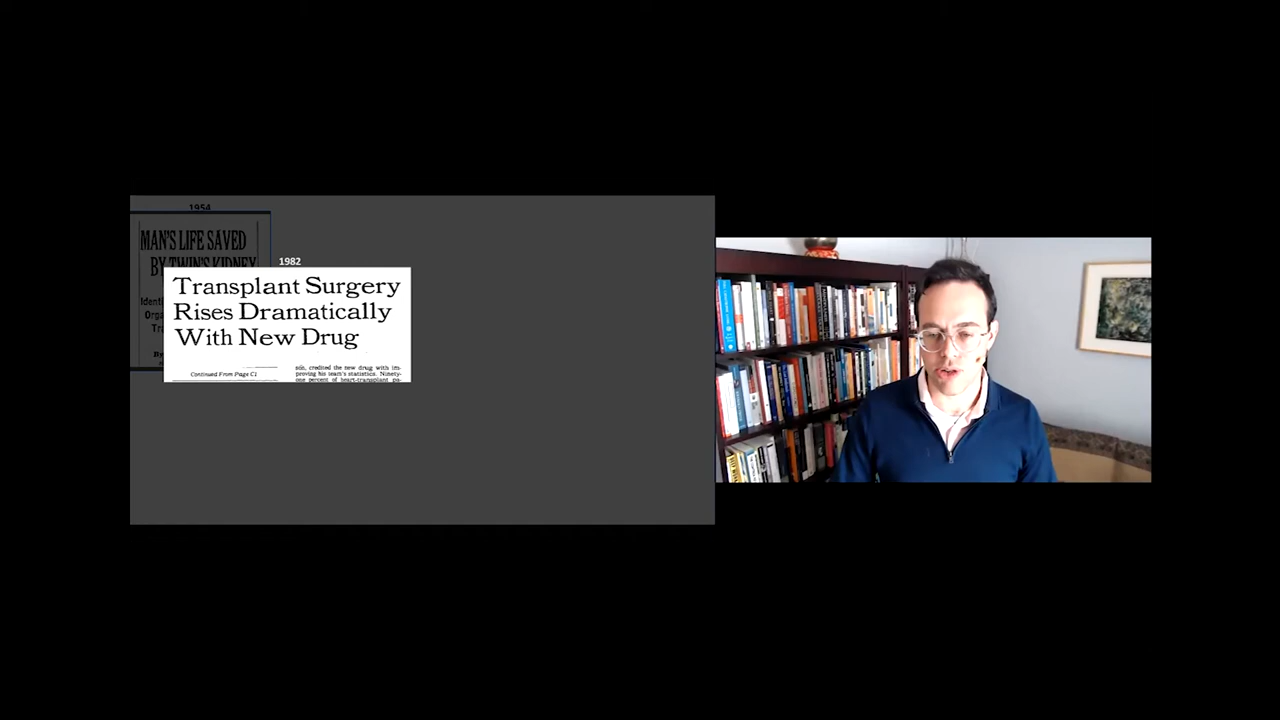 1954
MAN'S LIFE SAVED
BY TWIN'S KIDNEY
1982
Transplant Surgery
Rises Dramatically
With New Drug
Continued From Page C1
son, credited the new drug with im-
proving his team's statistics. Ninety-
one percent of heart-transplant pa-